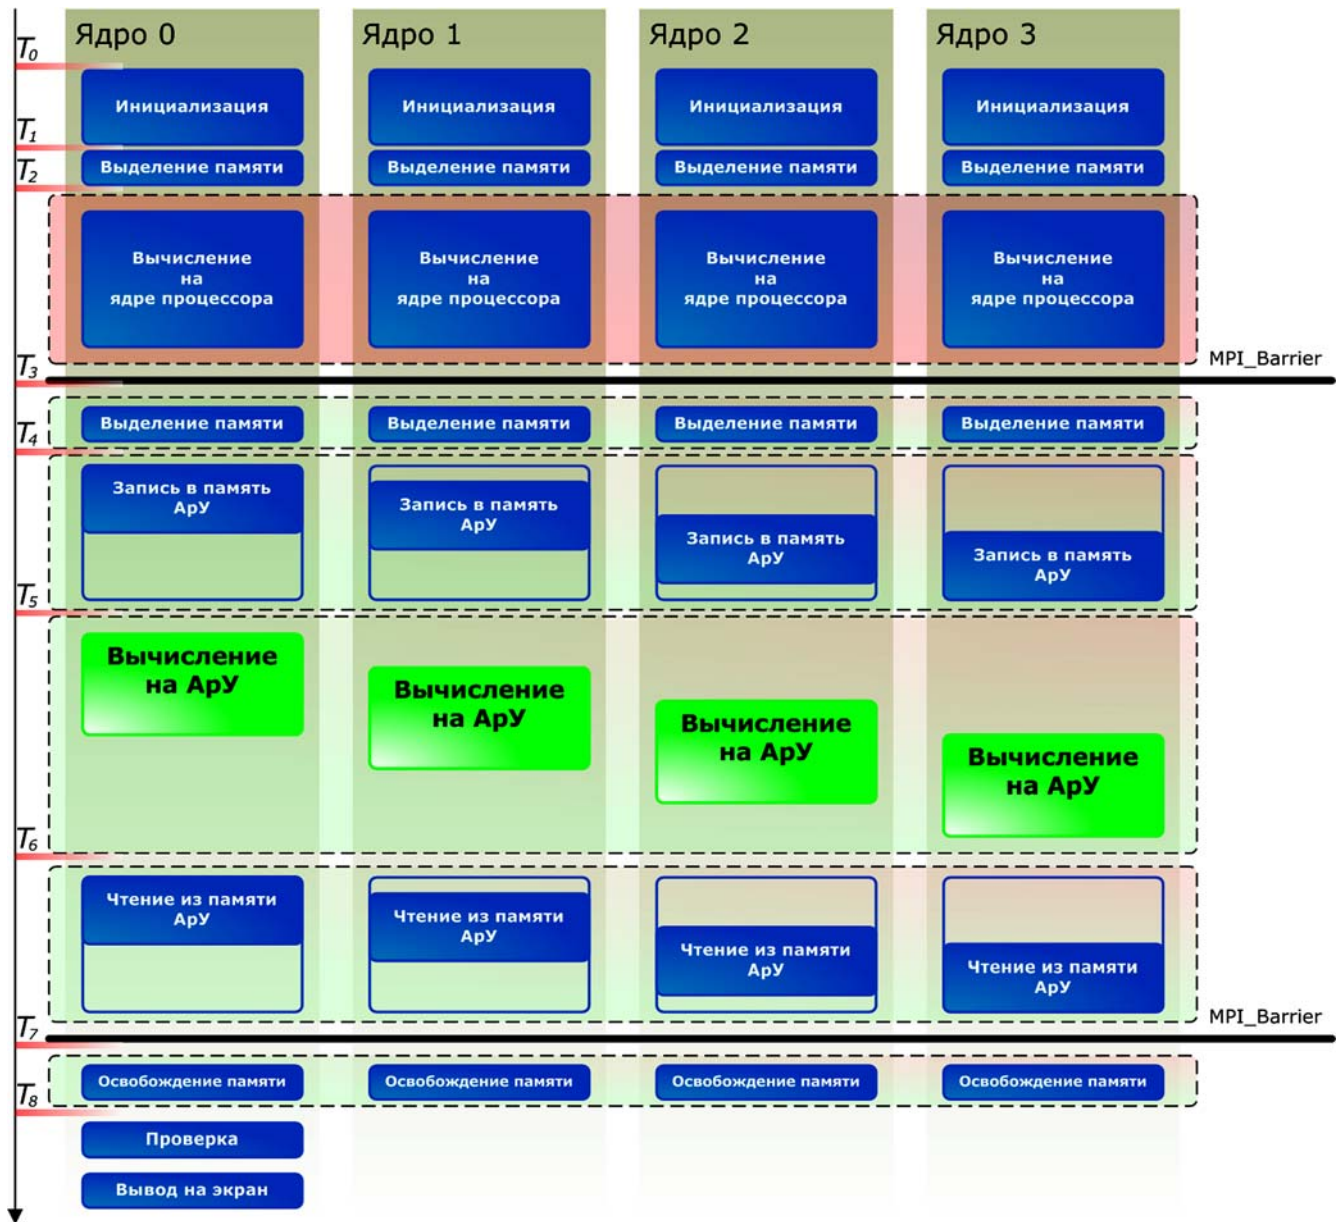 Ядро 0
Ядро 1
Ядро 2
Ядро 3
T0
Инициализация
Инициализация
Инициализация
Инициализация
T1
Выделение памяти
Выделение памяти
Выделение памяти
Выделение памяти
T2
Вычисление
на
ядре процессора
Вычисление
на
ядре процессора
Вычисление
на
ядре процессора
Вычисление
на
ядре процессора
T3
MPI_Barrier
Выделение памяти
Выделение памяти
Выделение памяти
Выделение памяти
T4
Запись в память
АрУ
Запись в память
АрУ
Запись в память
АрУ
Запись в память
АрУ
T5
Вычисление
на АрУ
Вычисление
на АрУ
Вычисление
на АрУ
Вычисление
на АрУ
T6
Чтение из памяти
АрУ
Чтение из памяти
АрУ
Чтение из памяти
АрУ
Чтение из памяти
АрУ
T7
MPI_Barrier
Освобождение памяти
Освобождение памяти
Освобождение памяти
Освобождение памяти
T8
Проверка
Вывод на экран